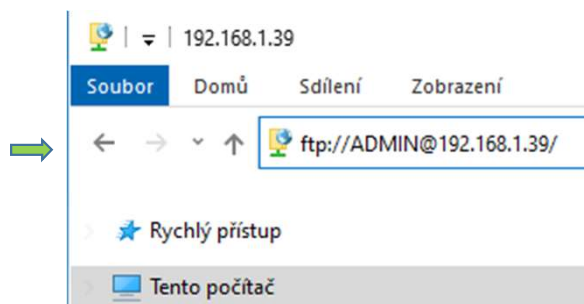 192.168.1.39
Soubor Domů Sdílení Zobrazení
ftp://ADMIN@192.168.1.39/
Rychlý přístup
Tento počítač